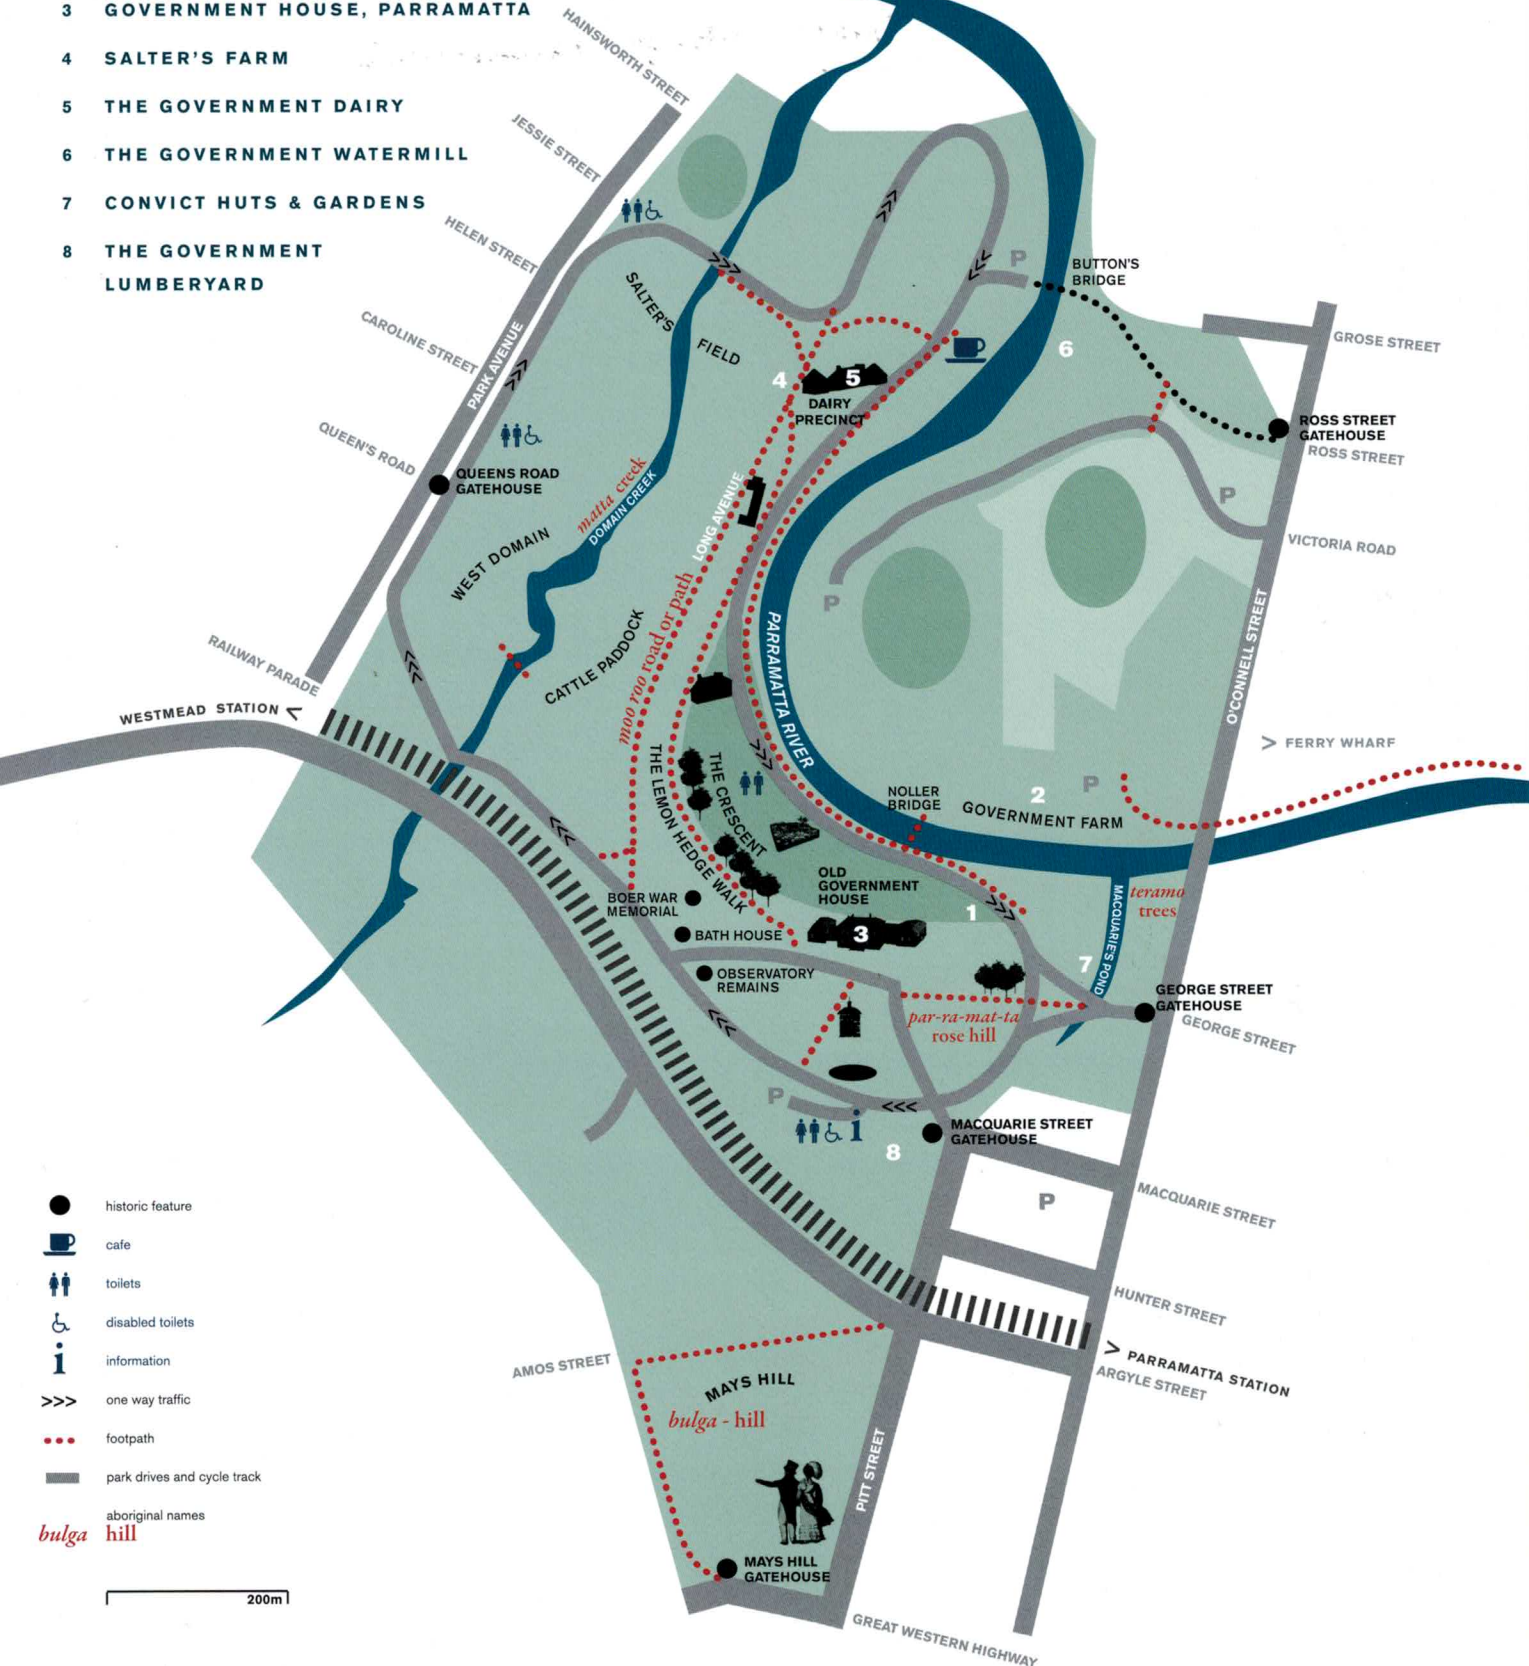 3 GOVERNMENT HOUSE, PARRAMATTA
4 SALTER'S FARM
5 THE GOVERNMENT DAIRY
6 THE GOVERNMENT WATERMILL
7 CONVICT HUTS & GARDENS
8 THE GOVERNMENT
LUMBERYARD
HAINSWORTH STREET
JESSIE STREET
HELEN STREET
CAROLINE STREET
PARK AVENUE
QUEEN'S ROAD
QUEENS ROAD
GATEHOUSE
RAILWAY PARADE
WESTMEAD STATION <
SALTER'S
FIELD
P
BUTTON'S
BRIDGE
6
GROSE STREET
4
5
DAIRY
PRECINCT
ROSS STREET
GATEHOUSE
ROSS STREET
P
VICTORIA ROAD
matta creek
DOMAIN CREEK
WEST DOMAIN
LONG AVENUE
CATTLE PADDOCK
moo roo road or path
P
PARRAMATTA RIVER
O'CONNELL STREET
> FERRY WHARF
THE LEMON HEDGE WALK
THE CRESCENT
NOLLER
BRIDGE
2
P
GOVERNMENT FARM
OLD
GOVERNMENT
HOUSE
BOER WAR
MEMORIAL
BATH HOUSE
3
1
MACQUARIE'S POND
teramo
trees
7
OBSERVATORY
REMAINS
par-ra-mat-ta
rose hill
GEORGE STREET
GATEHOUSE
GEORGE STREET
P
i
8
MACQUARIE STREET
GATEHOUSE
P
MACQUARIE STREET
HUNTER STREET
> PARRAMATTA STATION
ARGYLE STREET
AMOS STREET
MAYS HILL
bulga - hill
PITT STREET
MAYS HILL
GATEHOUSE
GREAT WESTERN HIGHWAY
historic feature
cafe
toilets
disabled toilets
i information
>>> one way traffic
footpath
park drives and cycle track
aboriginal names
bulga hill
200m